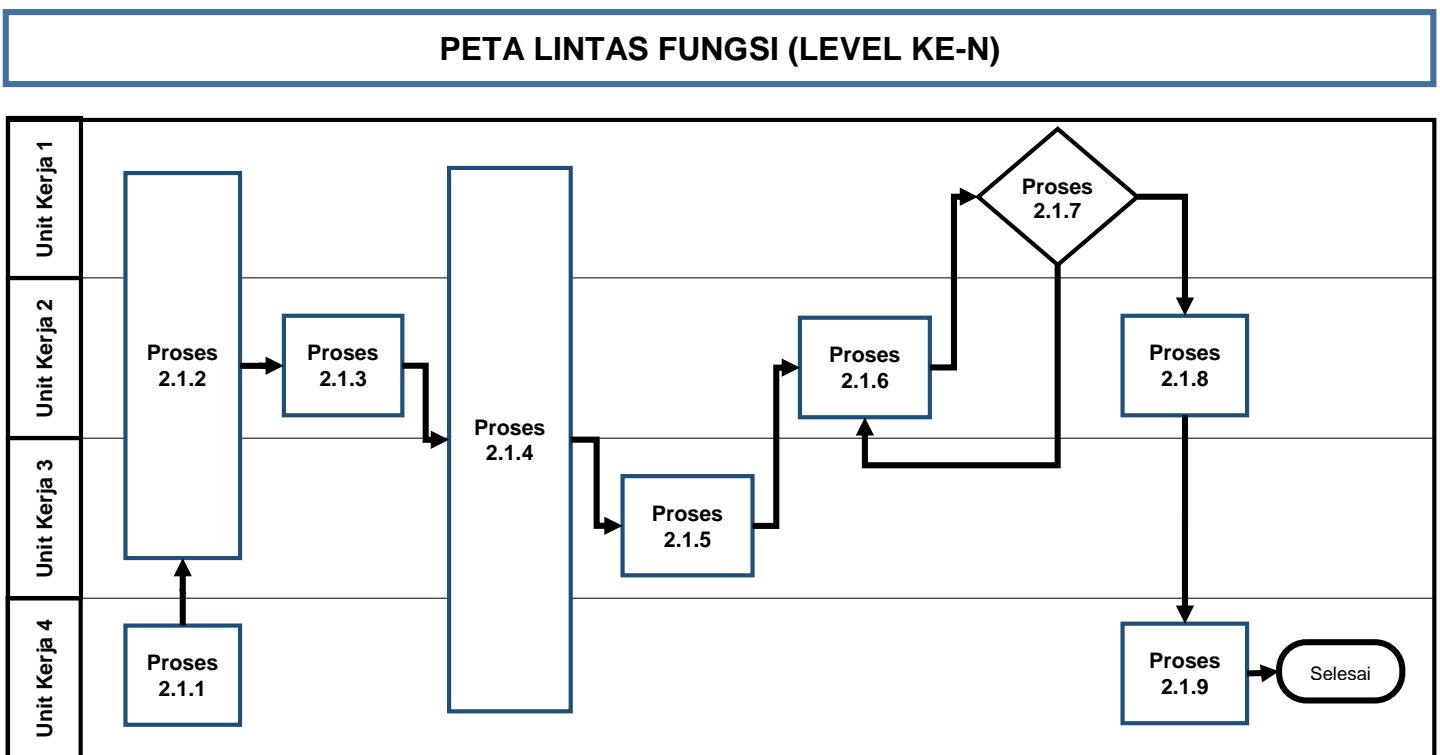 PETA LINTAS FUNGSI (LEVEL KE-N)
Unit Kerja 1
Unit Kerja 2
Unit Kerja 3
Unit Kerja 4
Proses
2.1.1
Proses
2.1.2
Proses
2.1.3
Proses
2.1.4
Proses
2.1.5
Proses
2.1.6
Proses
2.1.7
Proses
2.1.8
Proses
2.1.9
Selesai